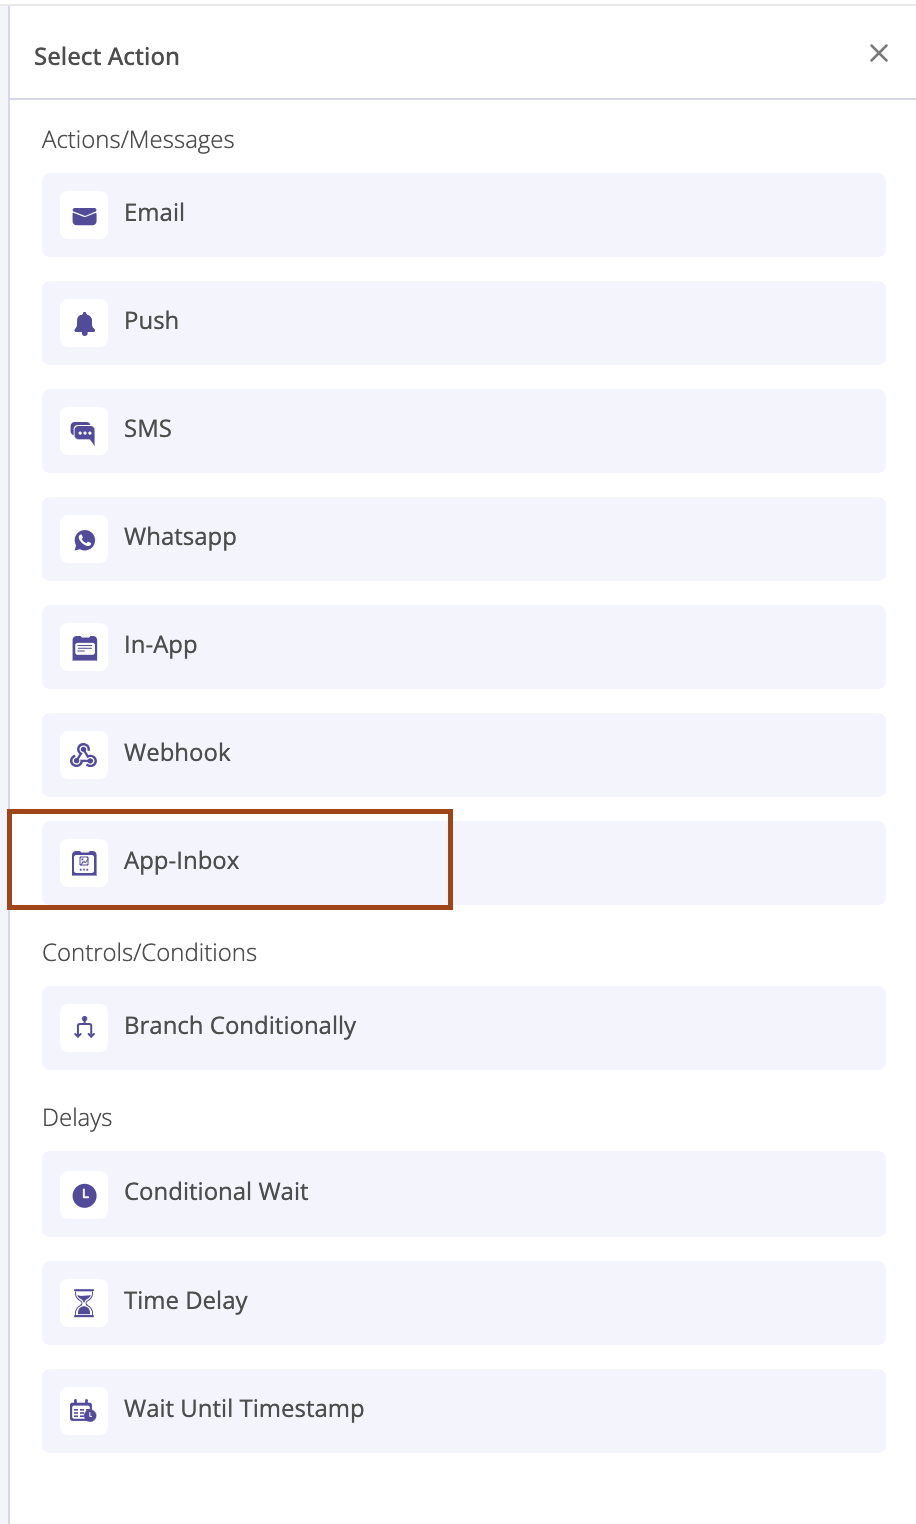 Select Action
Actions/Messages
Email
Push
SMS
Whatsapp
In-App
Webhook
App-Inbox
Controls/Conditions
Branch Conditionally
Delays
Conditional Wait
Time Delay
Wait Until Timestamp